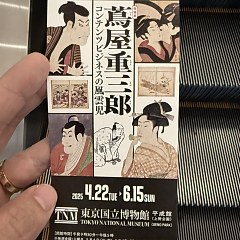 蔦屋重三郎
コンテンツビジネスの風雲児
2025 4.22 TUE 6.15 SUN
TNM 東京国立博物館 平成館
TOKYO NATIONAL MUSEUM (UENO PARK)